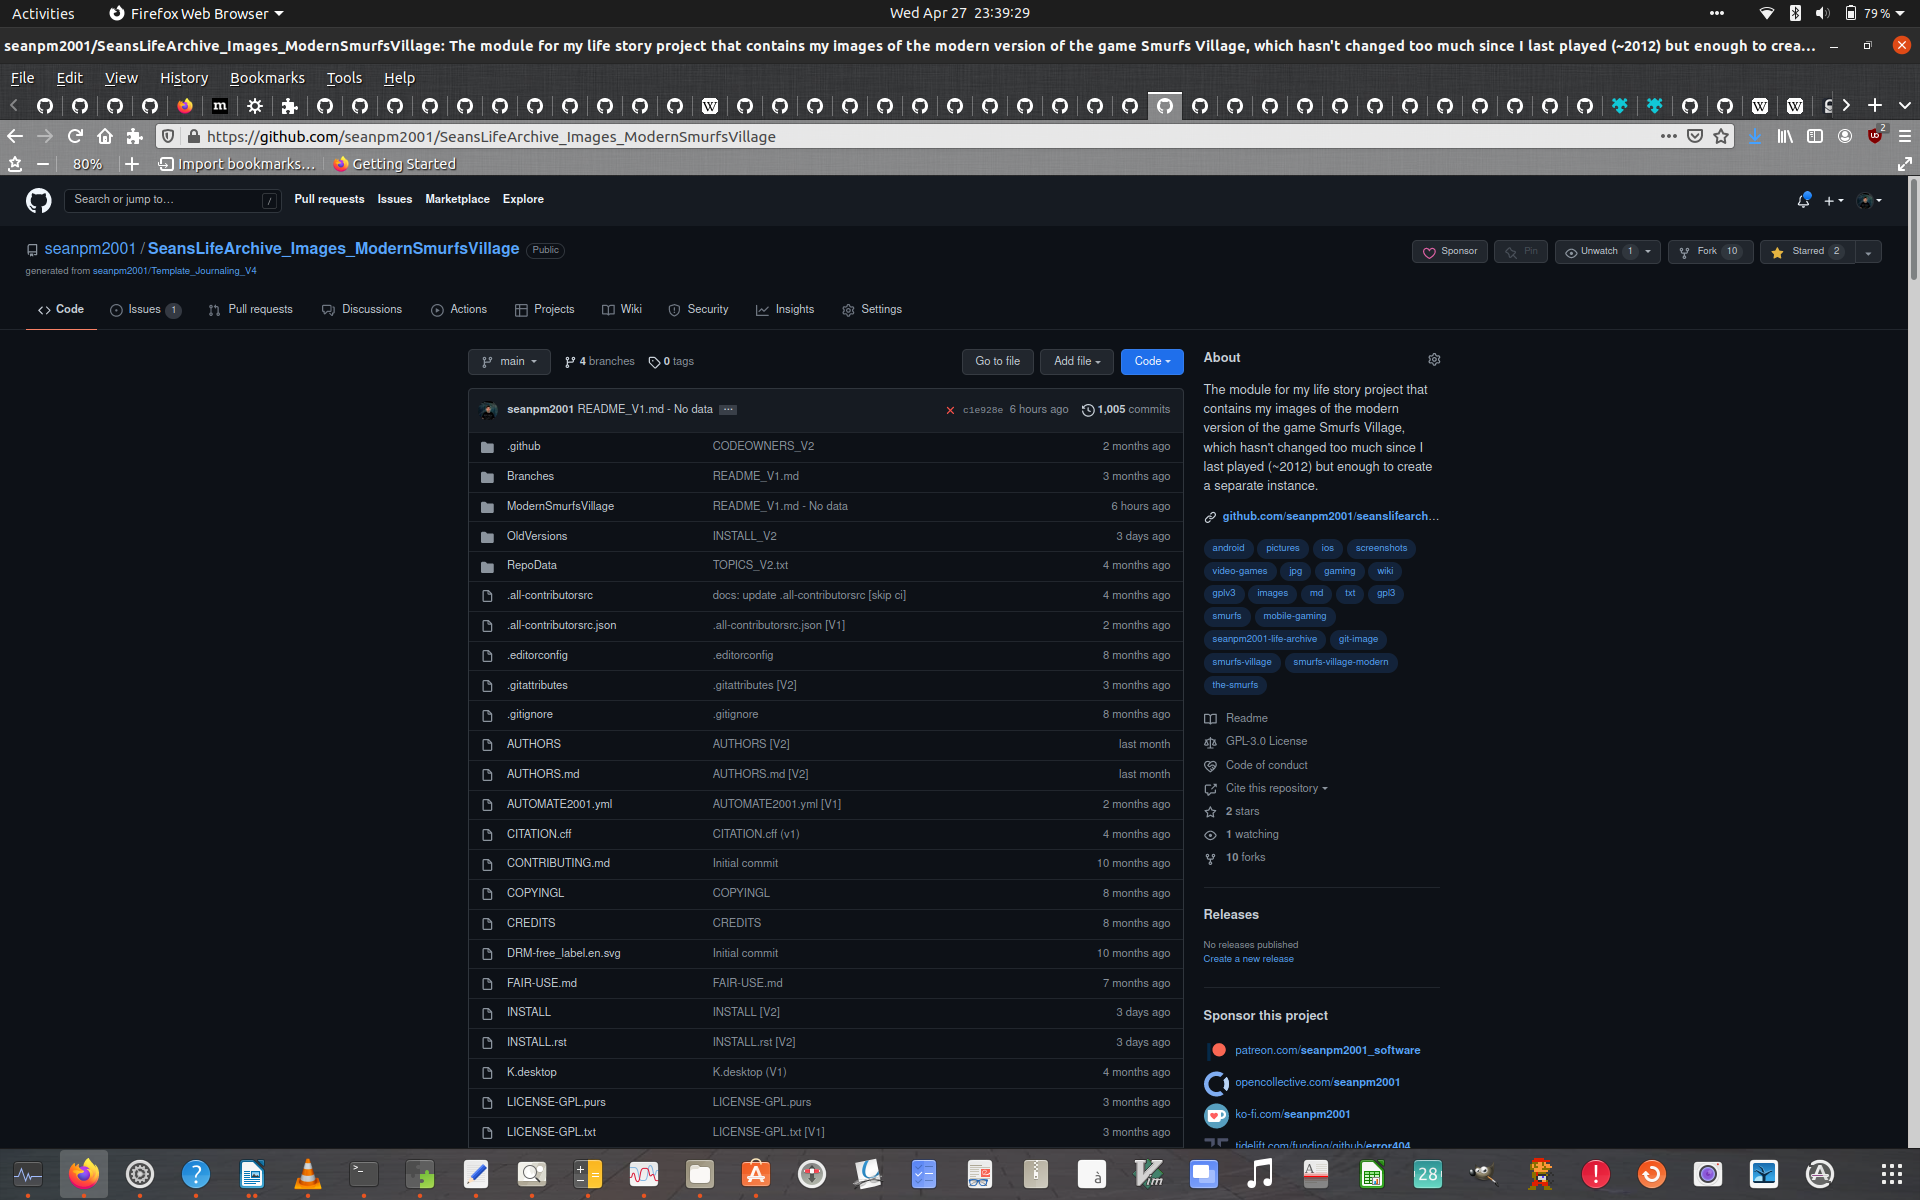 Activities
Firefox Web Browser
Wed Apr 27 23:39:29
79 %
seanpm2001/SeansLifeArchive_Images_ModernSmurfsVillage: The module for my life story project that contains my images of the modern version of the game Smurfs Village, which hasn't changed too much since I last played (~2012) but enough to crea...
File Edit View History Bookmarks Tools Help
https://github.com/seanpm2001/SeansLifeArchive_Images_ModernSmurfsVillage
2
80% Import bookmarks... Getting Started
Search or jump to... /
Pull requests Issues Marketplace Explore
seanpm2001 / SeansLifeArchive_Images_ModernSmurfsVillage Public
generated from seanpm2001/Template_Journaling_V4
Sponsor Pin Unwatch 1 Fork 10 Starred 2
Code Issues 1 Pull requests Discussions Actions Projects Wiki Security Insights Settings
main 4 branches 0 tags Go to file Add file Code
seanpm2001 README_V1.md - No data ... c1e928e 6 hours ago 1,005 commits
.github CODEOWNERS_V2 2 months ago
Branches README_V1.md 3 months ago
ModernSmurfsVillage README_V1.md - No data 6 hours ago
OldVersions INSTALL_V2 3 days ago
RepoData TOPICS_V2.txt 4 months ago
.all-contributorsrc docs: update .all-contributorsrc [skip ci] 4 months ago
.all-contributorsrc.json .all-contributorsrc.json [V1] 2 months ago
.editorconfig .editorconfig 8 months ago
.gitattributes .gitattributes [V2] 3 months ago
.gitignore .gitignore 8 months ago
AUTHORS AUTHORS [V2] last month
AUTHORS.md AUTHORS.md [V2] last month
AUTOMATE2001.yml AUTOMATE2001.yml [V1] 2 months ago
CITATION.cff CITATION.cff (v1) 4 months ago
CONTRIBUTING.md Initial commit 10 months ago
COPYINGL COPYINGL 8 months ago
CREDITS CREDITS 8 months ago
DRM-free_label.en.svg Initial commit 10 months ago
FAIR-USE.md FAIR-USE.md 7 months ago
INSTALL INSTALL [V2] 3 days ago
INSTALL.rst INSTALL.rst [V2] 3 days ago
K.desktop K.desktop (V1) 4 months ago
LICENSE-GPL.purs LICENSE-GPL.purs 3 months ago
LICENSE-GPL.txt LICENSE-GPL.txt [V1] 3 months ago
About
The module for my life story project that
contains my images of the modern
version of the game Smurfs Village,
which hasn't changed too much since I
last played (~2012) but enough to create
a separate instance.
github.com/seanpm2001/seanslifearch...
android pictures ios screenshots
video-games jpg gaming wiki
gplv3 images md txt gpl3
smurfs mobile-gaming
seanpm2001-life-archive git-image
smurfs-village smurfs-village-modern
the-smurfs
Readme
GPL-3.0 License
Code of conduct
Cite this repository
2 stars
1 watching
10 forks
Releases
No releases published
Create a new release
Sponsor this project
patreon.com/seanpm2001_software
opencollective.com/seanpm2001
ko-fi.com/seanpm2001
tidelift.com/funding/github/error404
28